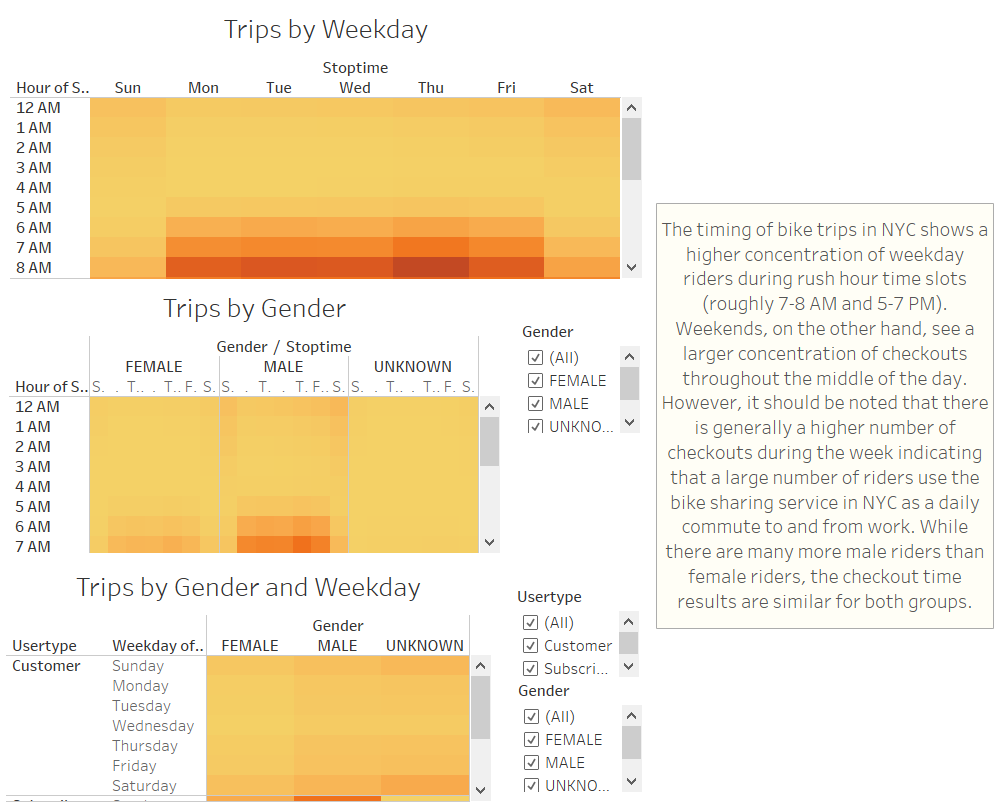 Trips by Weekday
Stoptime
Hour of S.. Sun Mon Tue Wed Thu Fri Sat
12 AM
1 AM
2 AM
3 AM
4 AM
5 AM
6 AM
7 AM
8 AM
The timing of bike trips in NYC shows a
higher concentration of weekday
riders during rush hour time slots
(roughly 7-8 AM and 5-7 PM).
Weekends, on the other hand, see a
larger concentration of checkouts
throughout the middle of the day.
However, it should be noted that there
is generally a higher number of
checkouts during the week indicating
that a large number of riders use the
bike sharing service in NYC as a daily
commute to and from work. While
there are many more male riders than
female riders, the checkout time
results are similar for both groups.
Trips by Gender
Gender / Stoptime
FEMALE MALE UNKNOWN
Hour of S.. S. . T.. . T.. F. S. S. . T. . T. F.. S. S. . T.. . T.. F. S.
12 AM
1 AM
2 AM
3 AM
4 AM
5 AM
6 AM
7 AM
Gender
(All)
FEMALE
MALE
UNKNO...
Trips by Gender and Weekday
Gender
Usertype Weekday of.. FEMALE MALE UNKNOWN
Customer Sunday
Monday
Tuesday
Wednesday
Thursday
Friday
Saturday
Usertype
(All)
Customer
Subscri...
Gender
(All)
FEMALE
MALE
UNKNO...